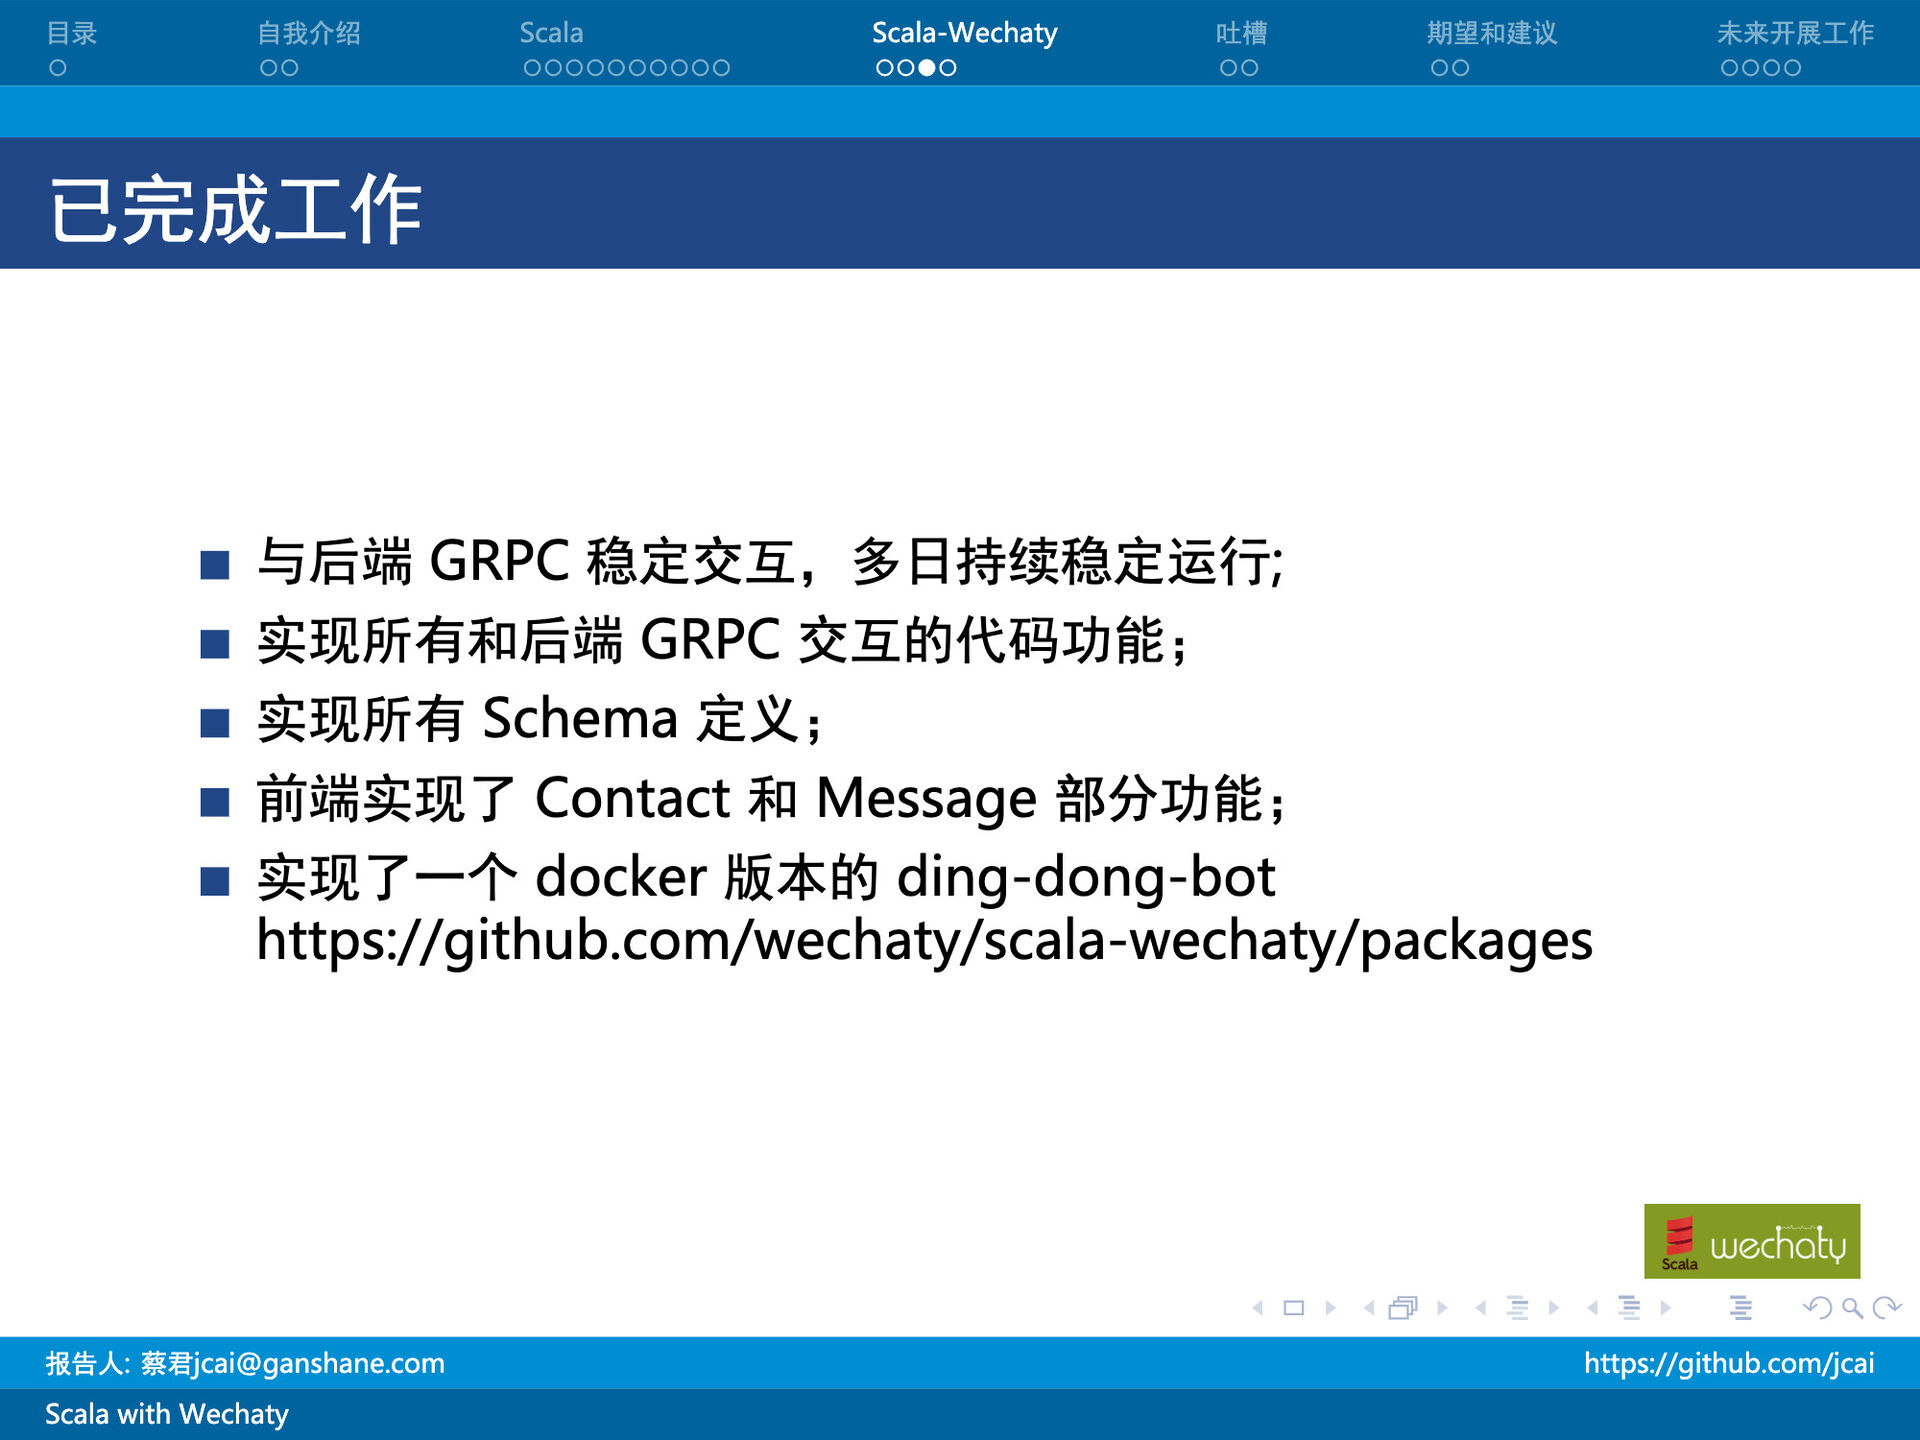 目录 自我介绍 Scala Scala-Wechaty 吐槽 期望和建议 未来开展工作
已完成工作
与后端 GRPC 稳定交互，多日持续稳定运行;
实现所有和后端 GRPC 交互的代码功能；
实现所有 Schema 定义；
前端实现了 Contact 和 Message 部分功能；
实现了一个 docker 版本的 ding-dong-bot
https://github.com/wechaty/scala-wechaty/packages
Scala wechaty
报告人: 蔡君jcai@ganshane.com https://github.com/jcai
Scala with Wechaty